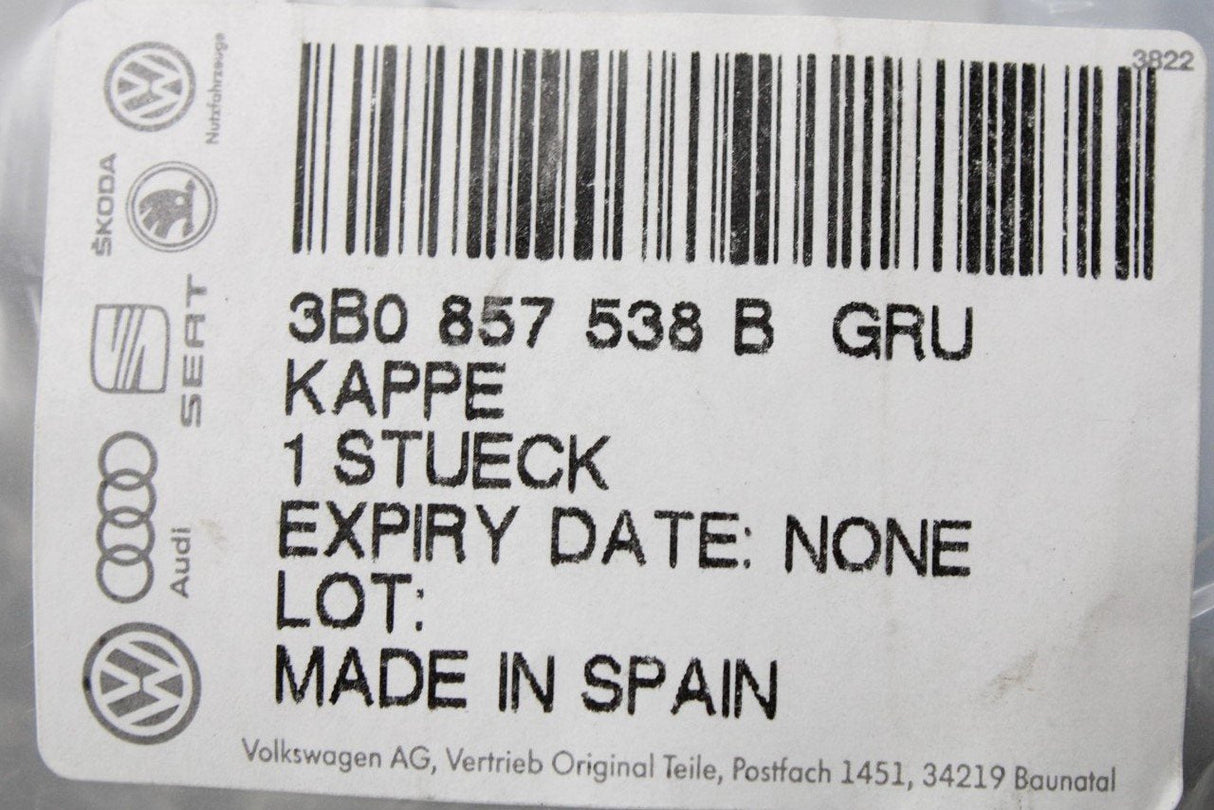 3822
3B0 857 538 B GRU
KAPPE
1 STUECK
EXPIRY DATE: NONE
LOT:
MADE IN SPAIN
Volkswagen AG, Vertrieb Original Teile, Postfach 1451, 34219 Baunatal
Nutzfahrzeuge
ŠKODA
SEAT
Audi